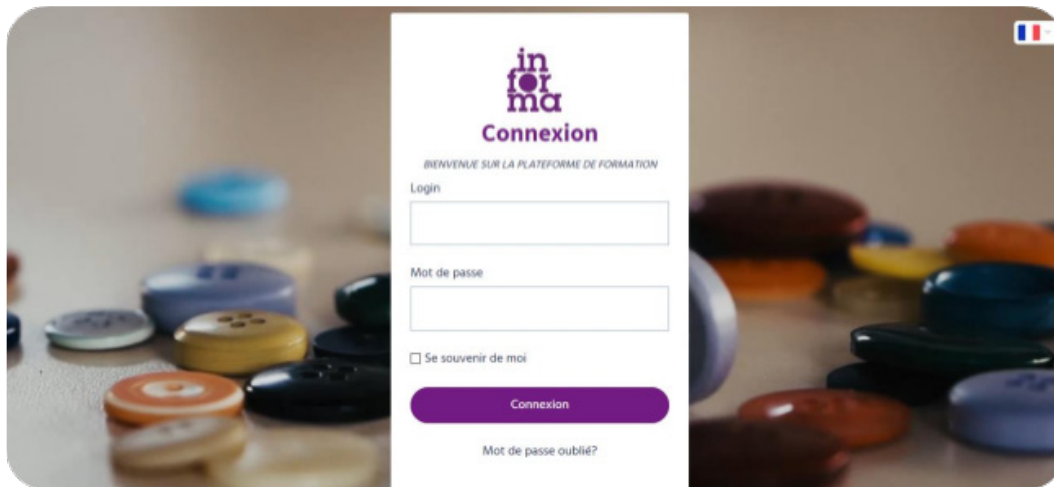 in
for
ma
Connexion
BIENVENUE SUR LA PLATEFORME DE FORMATION
Login
Mot de passe
Se souvenir de moi
Connexion
Mot de passe oublié?